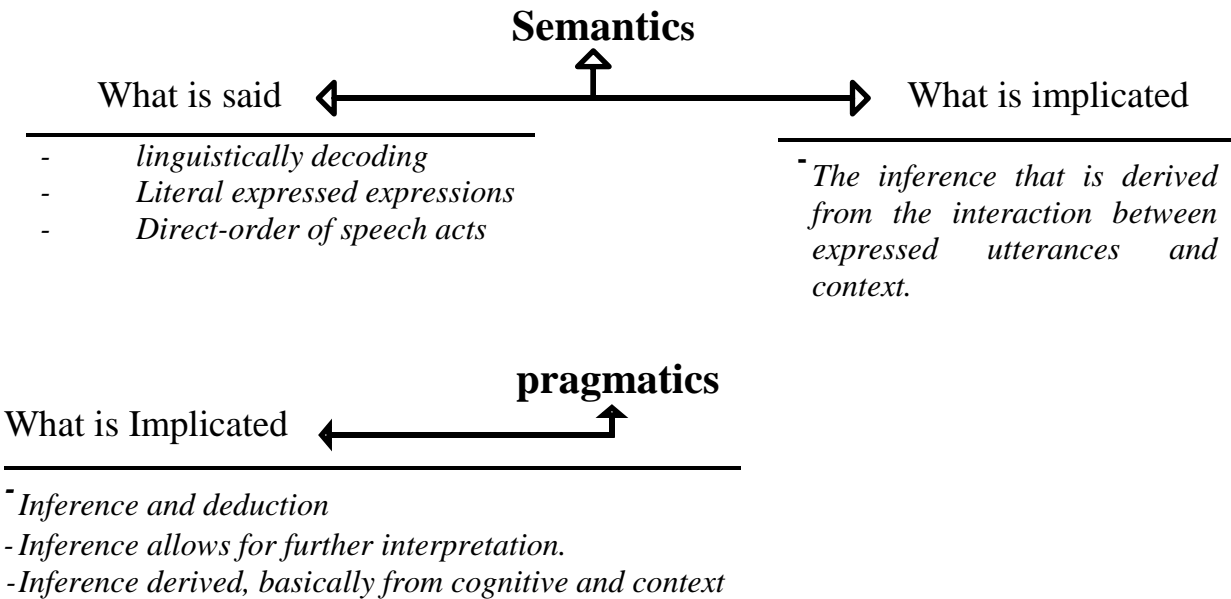 Semantics
What is said What is implicated
- linguistically decoding
- Literal expressed expressions
- Direct-order of speech acts
- The inference that is derived
from the interaction between
expressed utterances and
context.
pragmatics
What is Implicated
- Inference and deduction
- Inference allows for further interpretation.
-Inference derived, basically from cognitive and context